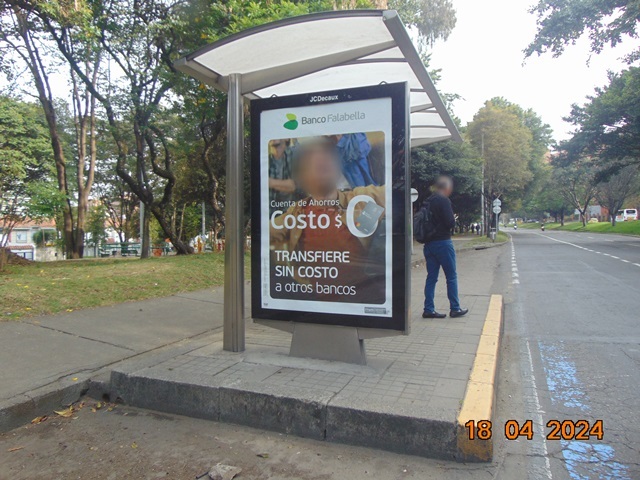 JCDecaux
Banco Falabella
Cuenta de Ahorros
Costo $0
TRANSFIERE
SIN COSTO
a otros bancos
18 04 2024